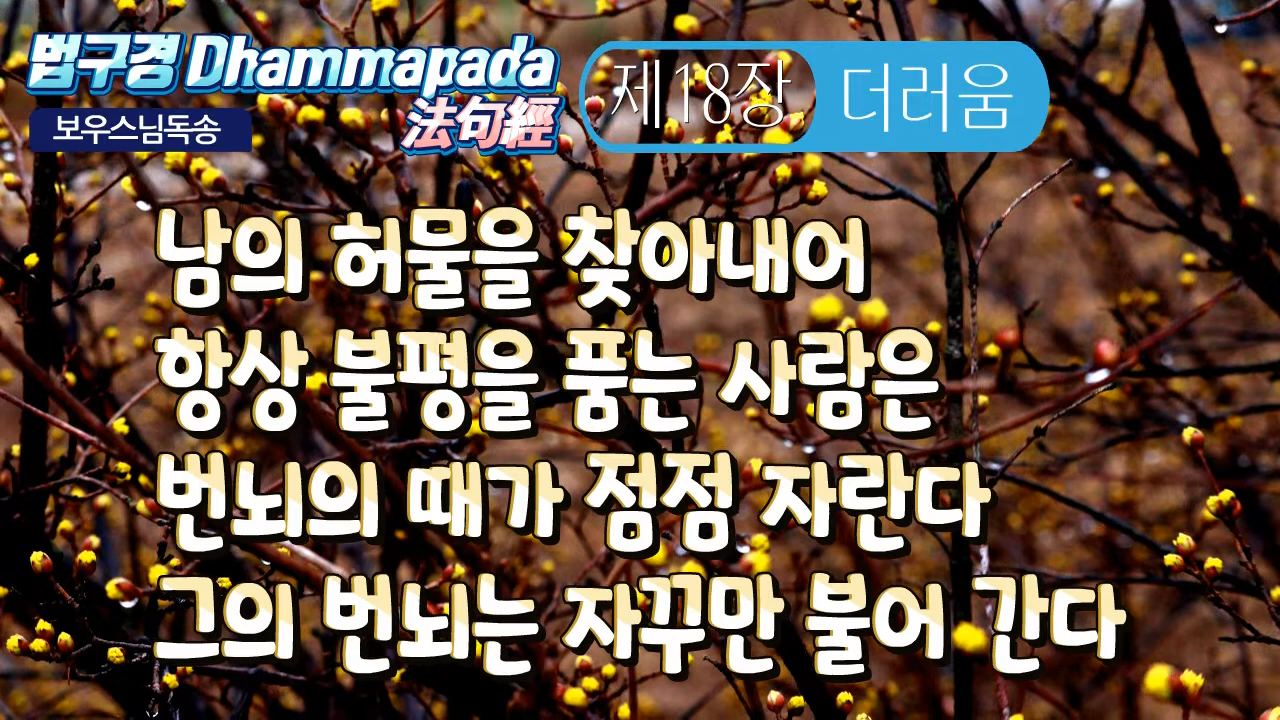 법구경 Dhammapada
法句經
보우스님독송
제18장 더러움
남의 허물을 찾아내어
항상 불평을 품는 사람은
번뇌의 때가 점점 자란다
그의 번뇌는 자꾸만 불어 간다